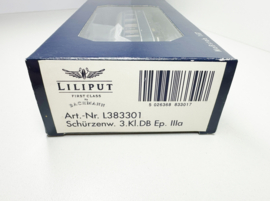 LILIPUT
FIRST CLASS
BY
BACHMANN
5 026368 833017
Art.-Nr. L383301
Schürzenw. 3.Kl.DB Ep. IIIa